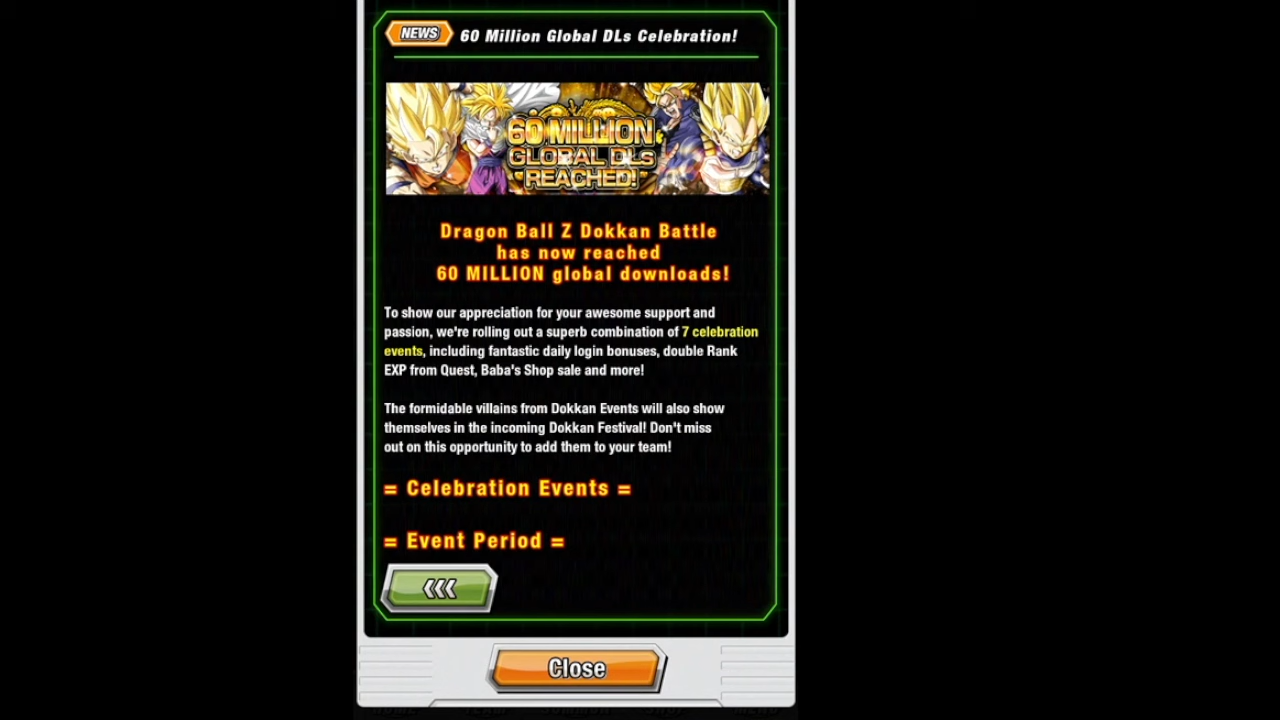 NEWS 60 Million Global DLs Celebration!
60 MILLION
GLOBAL DLs
REACHED!
Dragon Ball Z Dokkan Battle
has now reached
60 MILLION global downloads!
To show our appreciation for your awesome support and
passion, we're rolling out a superb combination of 7 celebration
events, including fantastic daily login bonuses, double Rank
EXP from Quest, Baba's Shop sale and more!
The formidable villains from Dokkan Events will also show
themselves in the incoming Dokkan Festival! Don't miss
out on this opportunity to add them to your team!
= Celebration Events =
= Event Period =
Close